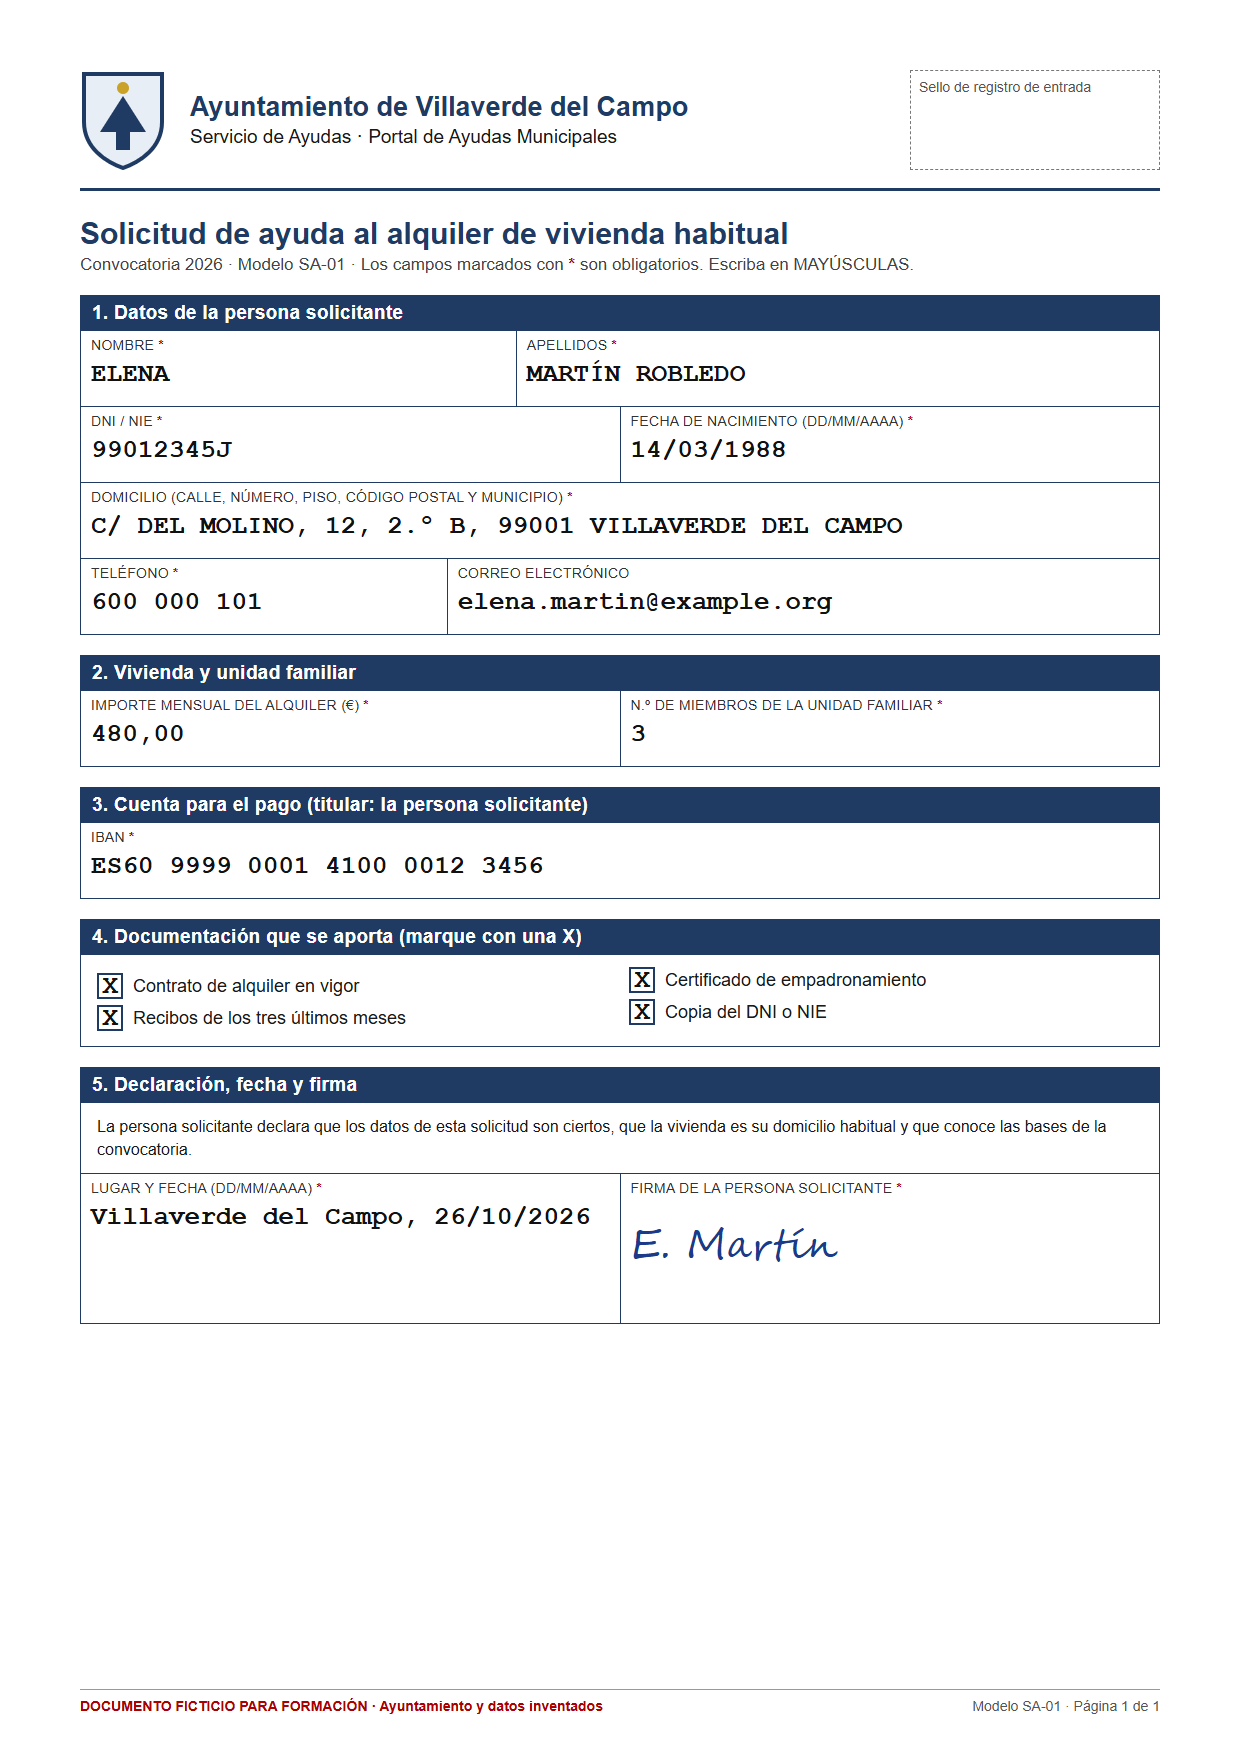 Ayuntamiento de Villaverde del Campo
Servicio de Ayudas · Portal de Ayudas Municipales
Sello de registro de entrada
Solicitud de ayuda al alquiler de vivienda habitual
Convocatoria 2026 · Modelo SA-01 · Los campos marcados con * son obligatorios. Escriba en MAYÚSCULAS.
1. Datos de la persona solicitante
NOMBRE *
ELENA
APELLIDOS *
MARTÍN ROBLEDO
DNI / NIE *
99012345J
FECHA DE NACIMIENTO (DD/MM/AAAA) *
14/03/1988
DOMICILIO (CALLE, NÚMERO, PISO, CÓDIGO POSTAL Y MUNICIPIO) *
C/ DEL MOLINO, 12, 2.º B, 99001 VILLAVERDE DEL CAMPO
TELÉFONO *
600 000 101
CORREO ELECTRÓNICO
elena.martin@example.org
2. Vivienda y unidad familiar
IMPORTE MENSUAL DEL ALQUILER (€) *
480,00
N.º DE MIEMBROS DE LA UNIDAD FAMILIAR *
3
3. Cuenta para el pago (titular: la persona solicitante)
IBAN *
ES60 9999 0001 4100 0012 3456
4. Documentación que se aporta (marque con una X)
X Contrato de alquiler en vigor
X Recibos de los tres últimos meses
X Certificado de empadronamiento
X Copia del DNI o NIE
5. Declaración, fecha y firma
La persona solicitante declara que los datos de esta solicitud son ciertos, que la vivienda es su domicilio habitual y que conoce las bases de la
convocatoria.
LUGAR Y FECHA (DD/MM/AAAA) *
Villaverde del Campo, 26/10/2026
FIRMA DE LA PERSONA SOLICITANTE *
E. Martín
DOCUMENTO FICTICIO PARA FORMACIÓN · Ayuntamiento y datos inventados
Modelo SA-01 · Página 1 de 1